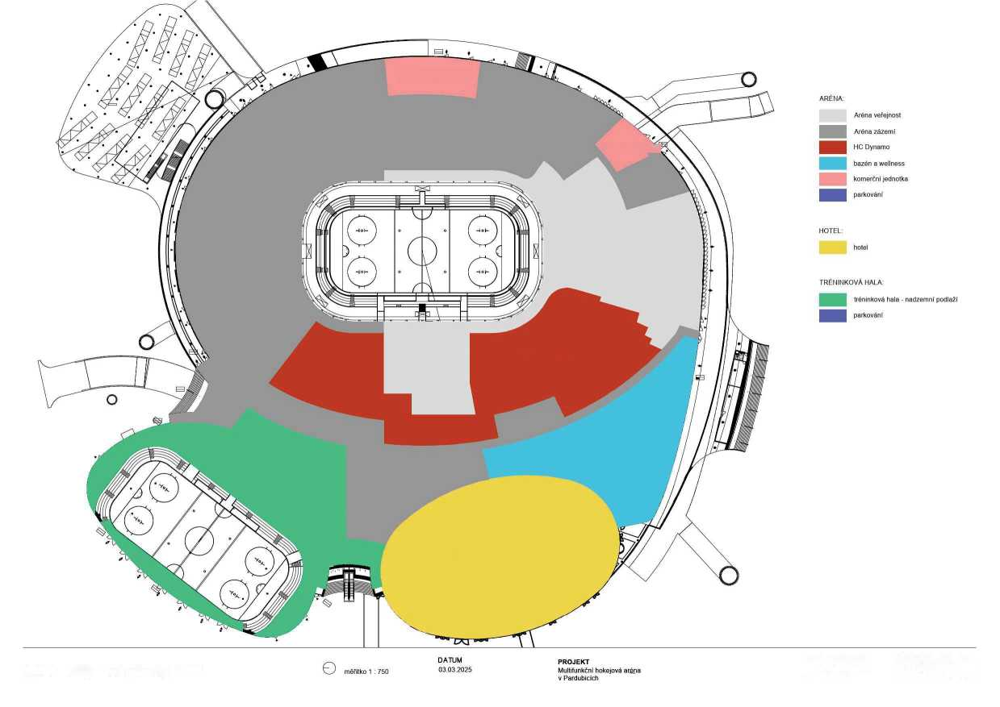 ARÉNA:
Aréna veřejnost
Aréna zázemí
HC Dynamo
bazén a wellness
komerční jednotka
parkování
HOTEL:
hotel
TRÉNINKOVÁ HALA:
tréninková hala - nadzemní podlaží
parkování
měřítko 1 : 750
DATUM
03.03.2025
PROJEKT
Multifunkční hokejová aréna
v Pardubicích